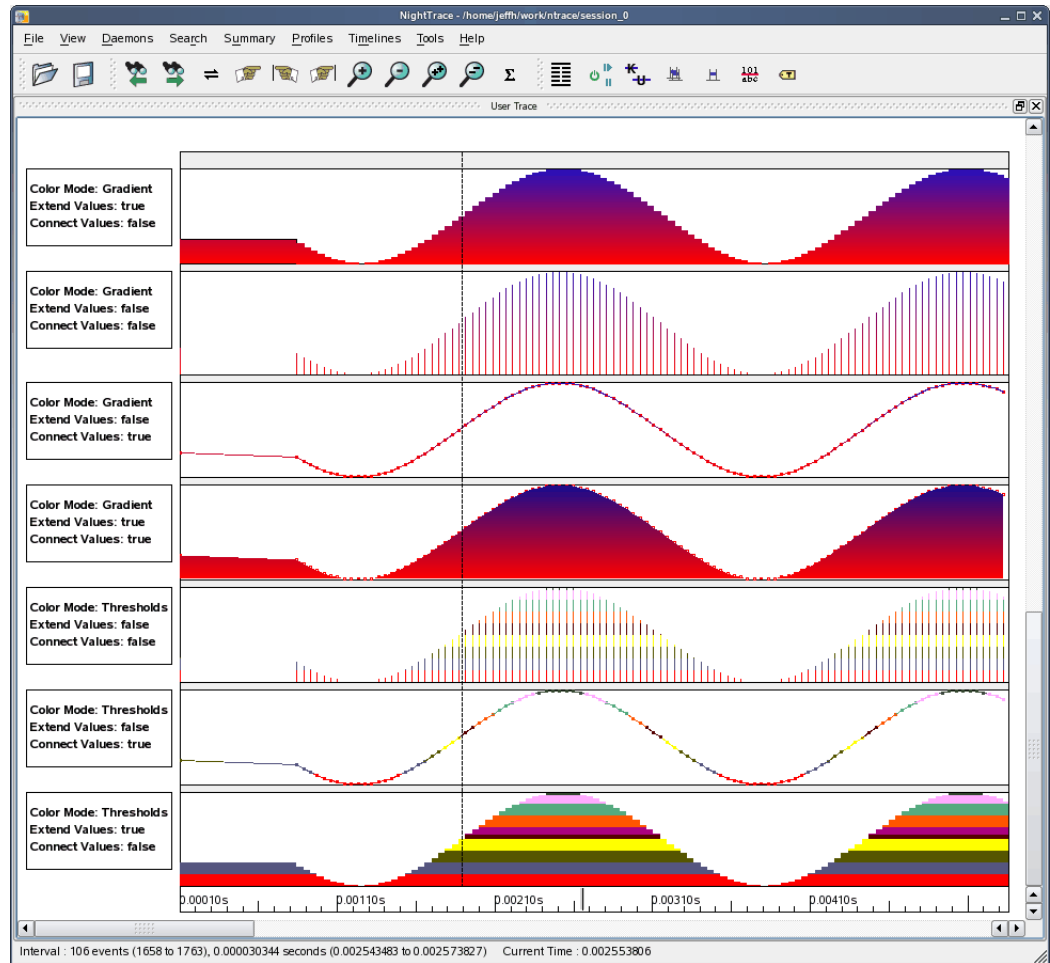 NightTrace - /home/jeffh/work/ntrace/session_0
File View Daemons Search Summary Profiles Timelines Tools Help
Σ
101
abc
User Trace
Color Mode: Gradient
Extend Values: true
Connect Values: false
Color Mode: Gradient
Extend Values: false
Connect Values: false
Color Mode: Gradient
Extend Values: false
Connect Values: true
Color Mode: Gradient
Extend Values: true
Connect Values: true
Color Mode: Thresholds
Extend Values: false
Connect Values: false
Color Mode: Thresholds
Extend Values: false
Connect Values: true
Color Mode: Thresholds
Extend Values: true
Connect Values: false
0.00010s 0.00110s 0.00210s 0.00310s 0.00410s
Interval : 106 events (1658 to 1763), 0.000030344 seconds (0.002543483 to 0.002573827) Current Time : 0.002553806